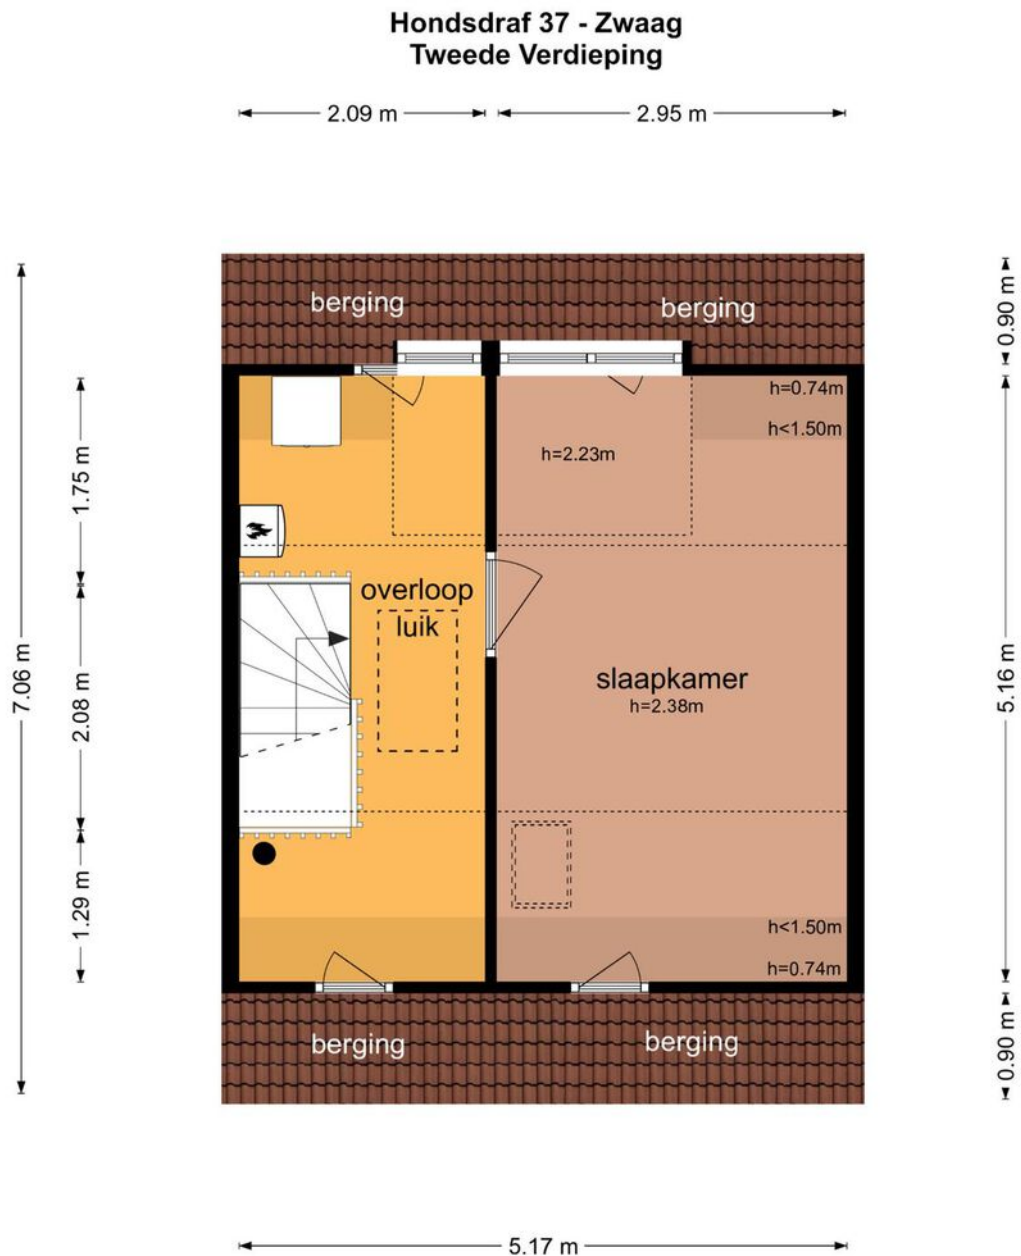 Hondsdraf 37 - Zwaag
Tweede Verdieping
2.09 m
2.95 m
berging
berging
0.90 m
h=0.74m
h<1.50m
h=2.23m
1.75 m
overloop
luik
slaapkamer
h=2.38m
7.06 m
2.08 m
5.16 m
1.29 m
h<1.50m
h=0.74m
berging
berging
0.90 m
5.17 m